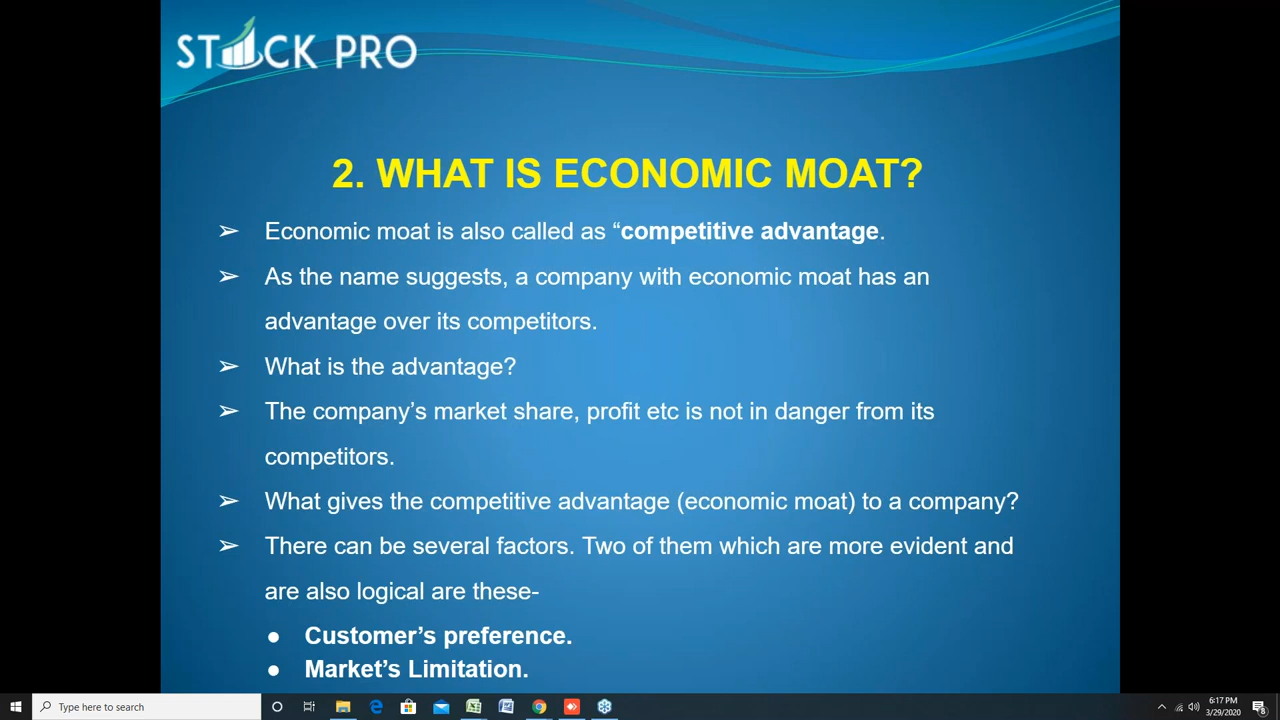 STOCK PRO
2. WHAT IS ECONOMIC MOAT?
➢ Economic moat is also called as “competitive advantage.
➢ As the name suggests, a company with economic moat has an
advantage over its competitors.
➢ What is the advantage?
➢ The company’s market share, profit etc is not in danger from its
competitors.
➢ What gives the competitive advantage (economic moat) to a company?
➢ There can be several factors. Two of them which are more evident and
are also logical are these-
● Customer’s preference.
● Market’s Limitation.
Type here to search
6:17 PM
3/29/2020
8